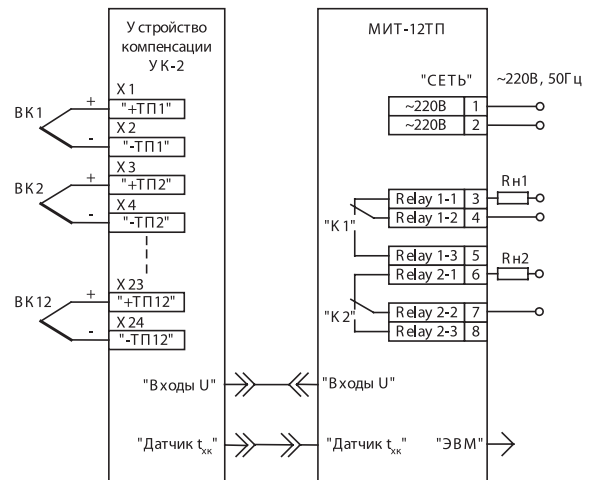 Устройство
компенсации
УК-2
МИТ-12ТП
"СЕТЬ" ~220В, 50Гц
~220В 1
~220В 2
ВК1
+
-
X1
"+ТП1"
X2
"-ТП1"
ВК2
+
-
X3
"+ТП2"
X4
"-ТП2"
ВК12
+
-
X23
"+ТП12"
X24
"-ТП12"
"К1"
Relay 1-1 3 Rн1
Relay 1-2 4
Relay 1-3 5
"К2"
Relay 2-1 6 Rн2
Relay 2-2 7
Relay 2-3 8
"Входы U" "Входы U"
"Датчик tхк" "Датчик tхк" "ЭВМ"